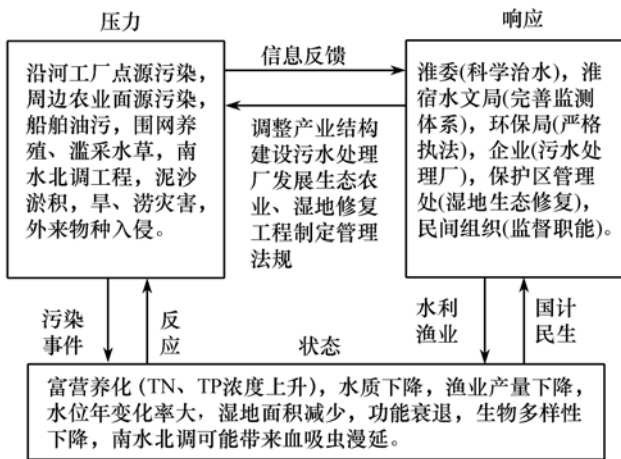 压力
响应
沿河工厂点源污染，
周边农业面源污染，
船舶油污，围网养
殖、滥采水草，南
水北调工程，泥沙
淤积，旱、涝灾害，
外来物种入侵。
信息反馈
调整产业结构
建设污水处理
厂发展生态农
业、湿地修复
工程制定管理
法规
淮委(科学治水)，淮
宿水文局(完善监测
体系)，环保局(严格
执法)，企业(污水处
理厂)，保护区管理
处(湿地生态修复)，
民间组织(监督职能)。
污染
事件
反
应
状态
水利
渔业
国计
民生
富营养化 (TN、TP浓度上升)，水质下降，渔业产量下降，
水位年变化率大，湿地面积减少，功能衰退，生物多样性
下降，南水北调可能带来血吸虫漫延。